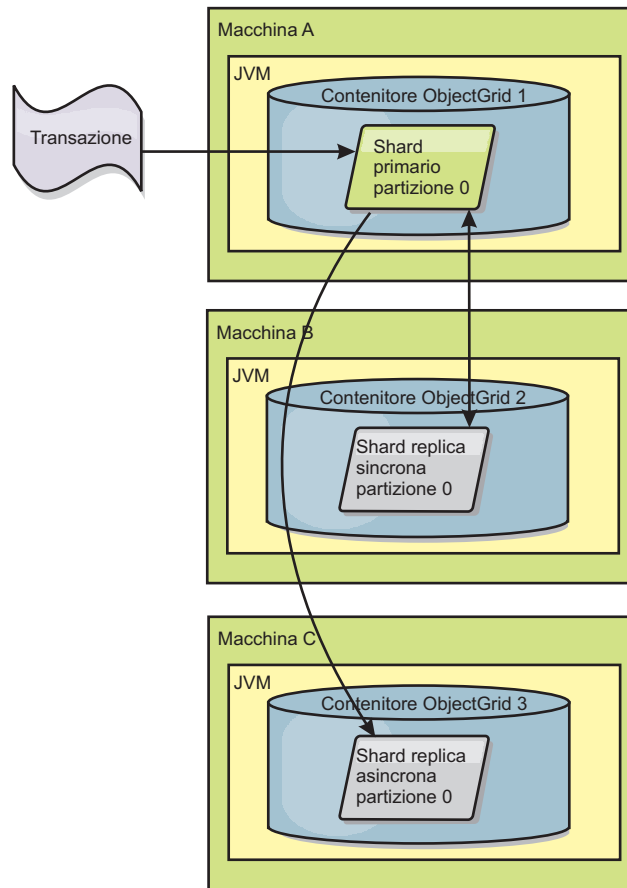 Macchina A
JVM
Contenitore ObjectGrid 1
Transazione
Shard
primario
partizione 0
Macchina B
JVM
Contenitore ObjectGrid 2
Shard replica
sincrona
partizione 0
Macchina C
JVM
Contenitore ObjectGrid 3
Shard replica
asincrona
partizione 0